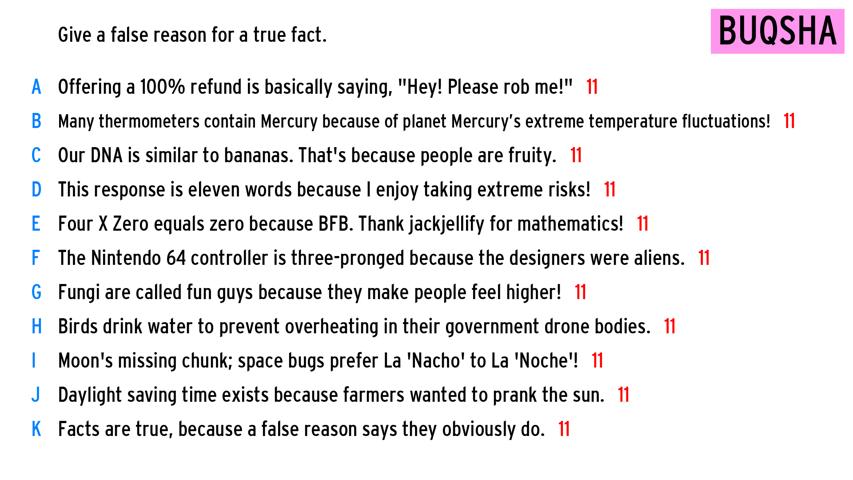 Give a false reason for a true fact.
BUQSHA
A Offering a 100% refund is basically saying, "Hey! Please rob me!" 11
B Many thermometers contain Mercury because of planet Mercury's extreme temperature fluctuations! 11
C Our DNA is similar to bananas. That's because people are fruity. 11
D This response is eleven words because I enjoy taking extreme risks! 11
E Four X Zero equals zero because BFB. Thank jackjellify for mathematics! 11
F The Nintendo 64 controller is three-pronged because the designers were aliens. 11
G Fungi are called fun guys because they make people feel higher! 11
H Birds drink water to prevent overheating in their government drone bodies. 11
I Moon's missing chunk; space bugs prefer La 'Nacho' to La 'Noche'! 11
J Daylight saving time exists because farmers wanted to prank the sun. 11
K Facts are true, because a false reason says they obviously do. 11